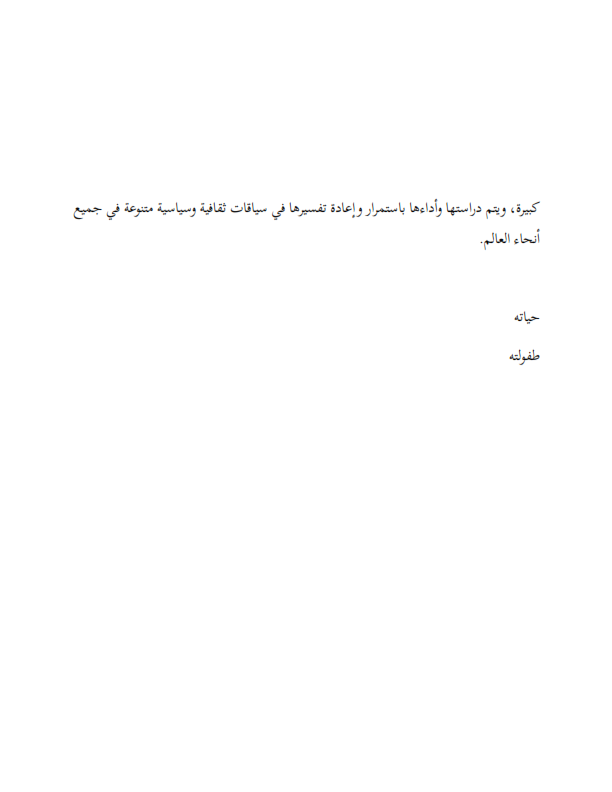 كبيرة، ويتم دراستها وأداءها باستمرار وإعادة تفسيرها في سياقات ثقافية وسياسية متنوعة في جميع
أنحاء العالم.
حياته
طفولته